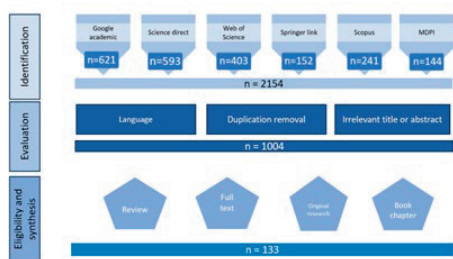 Identification
Google
academic
Science direct
Web of
Science
Springer link
Scopus
MDPI
n=621
n=593
n=403
n=152
n=241
n=144
n = 2154
Evaluation
Language
Duplication removal
Irrelevant title or abstract
n = 1004
Eligibility and
synthesis
Review
Full
text
Original
research
Book
chapter
n = 133